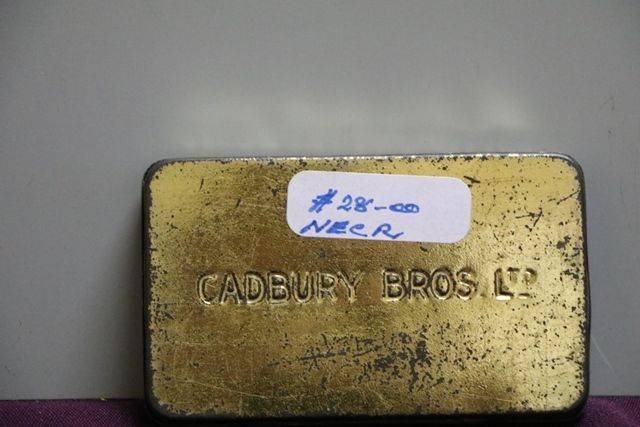 #28-00
NECR
CADBURY BROS. LTD